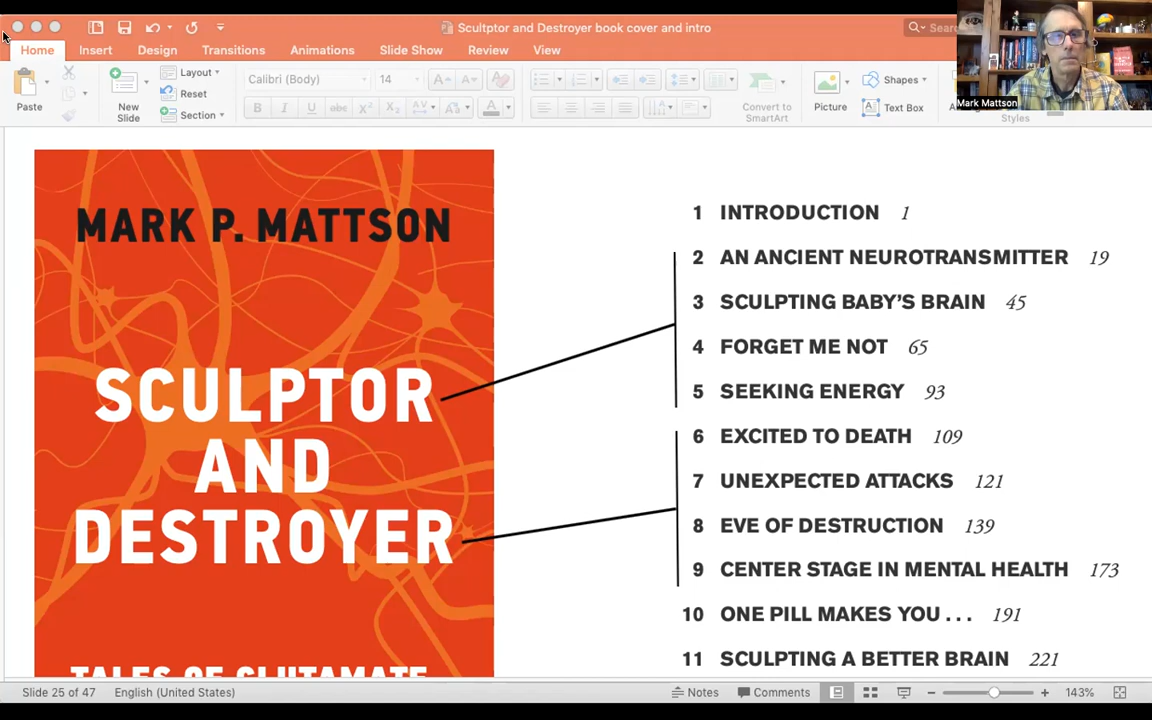 Scultptor and Destroyer book cover and intro
Home Insert Design Transitions Animations Slide Show Review View
Paste
New Slide
Layout
Reset
Section
Calibri (Body) 14
Convert to SmartArt
Picture
Shapes
Text Box
Styles
Mark Mattson
MARK P. MATTSON
SCULPTOR
AND
DESTROYER
TALES OF GLUTAMATE
1 INTRODUCTION 1
2 AN ANCIENT NEUROTRANSMITTER 19
3 SCULPTING BABY'S BRAIN 45
4 FORGET ME NOT 65
5 SEEKING ENERGY 93
6 EXCITED TO DEATH 109
7 UNEXPECTED ATTACKS 121
8 EVE OF DESTRUCTION 139
9 CENTER STAGE IN MENTAL HEALTH 173
10 ONE PILL MAKES YOU . . . 191
11 SCULPTING A BETTER BRAIN 221
Slide 25 of 47 English (United States) Notes Comments 143%